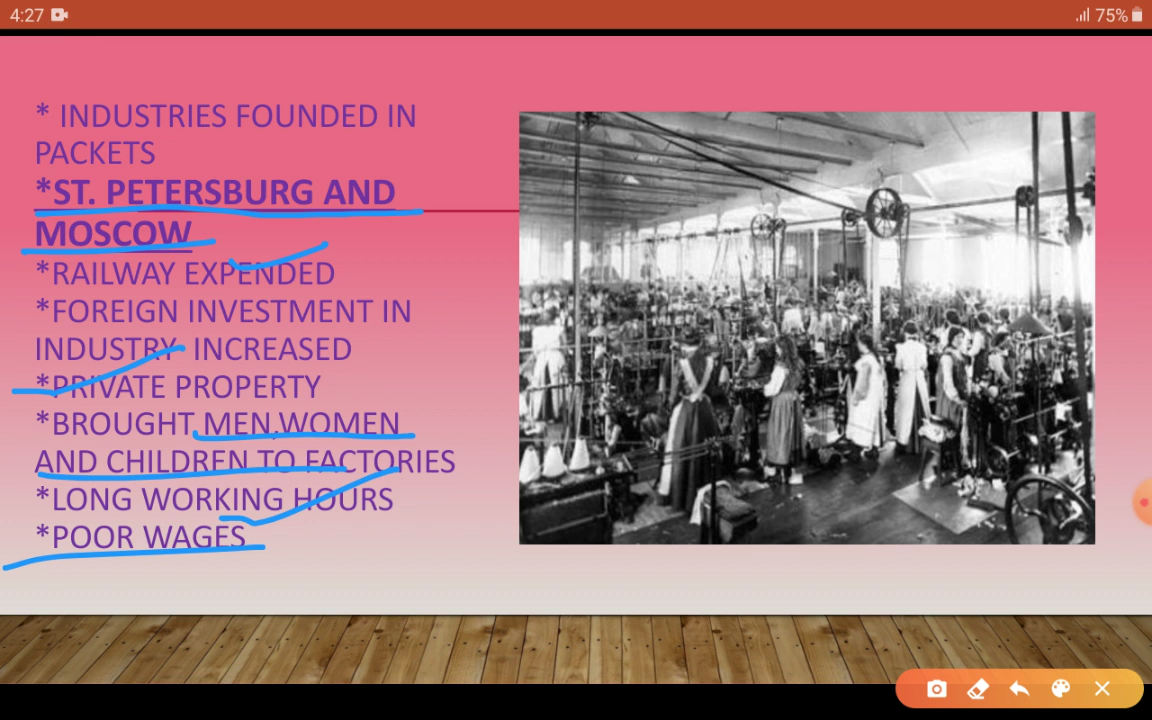 4:27
75%
* INDUSTRIES FOUNDED IN
PACKETS
*ST. PETERSBURG AND
MOSCOW
*RAILWAY EXPENDED
*FOREIGN INVESTMENT IN
INDUSTRY INCREASED
*PRIVATE PROPERTY
*BROUGHT MEN,WOMEN
AND CHILDREN TO FACTORIES
*LONG WORKING HOURS
*POOR WAGES